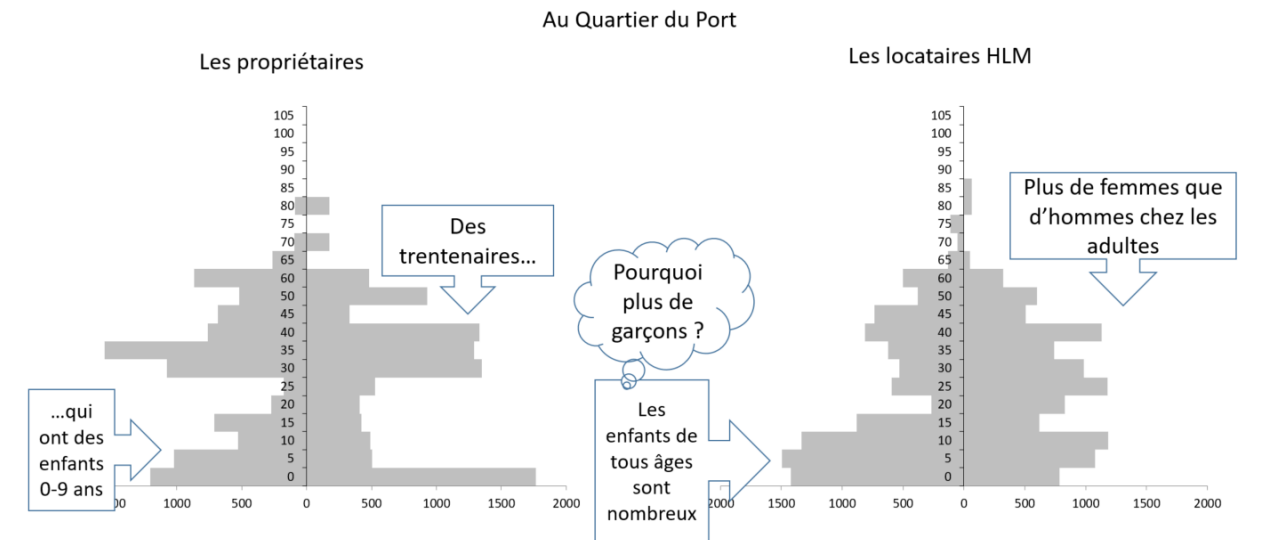 Au Quartier du Port
Les propriétaires
Les locataires HLM
105
100
95
90
85
80
75
70
65
60
50
45
40
35
30
25
20
15
10
5
0
1000
500
0
500
1000
1500
2000
Des
trentenaires…
…qui
ont des
enfants
0-9 ans
Pourquoi
plus de
garçons ?
Les
enfants de
tous âges
sont
nombreux
105
100
95
90
85
80
75
70
65
60
50
45
40
35
30
25
20
15
10
5
0
2000
1500
1000
500
0
500
1000
1500
2000
Plus de femmes que
d’hommes chez les
adultes